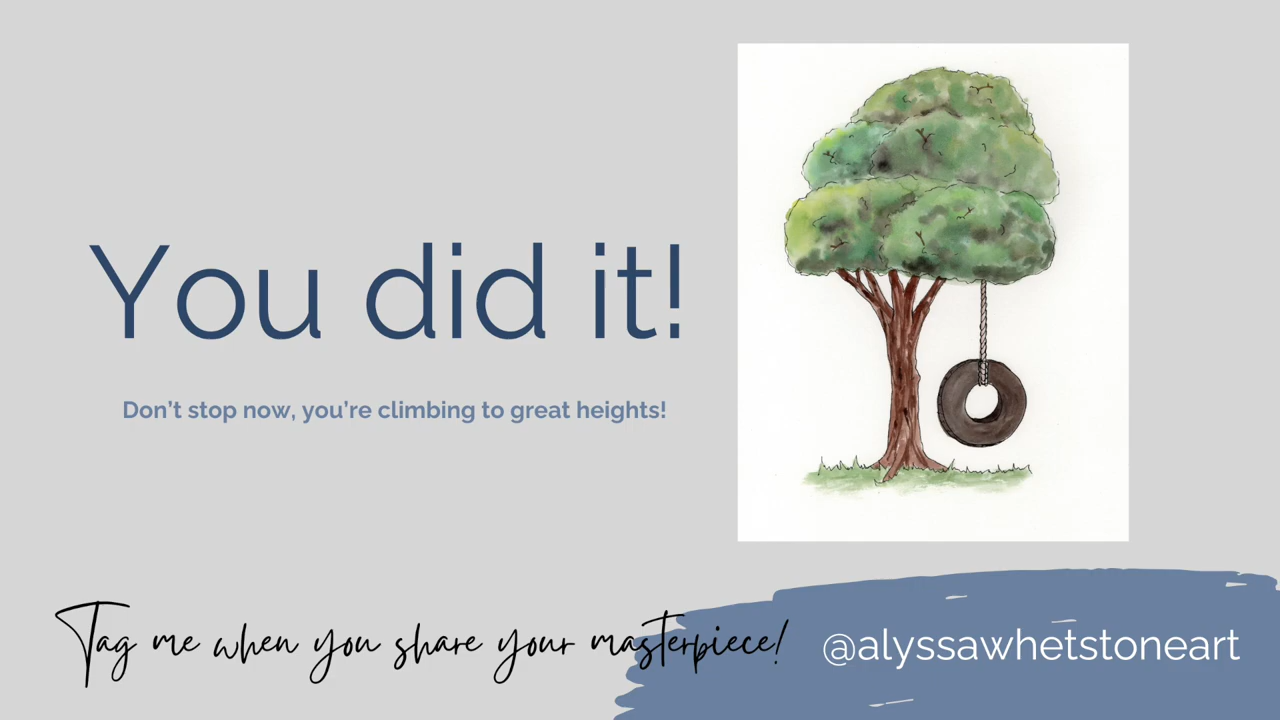 You did it!
Don’t stop now, you’re climbing to great heights!
Tag me when you share your masterpiece!
@alyssawhetstoneart